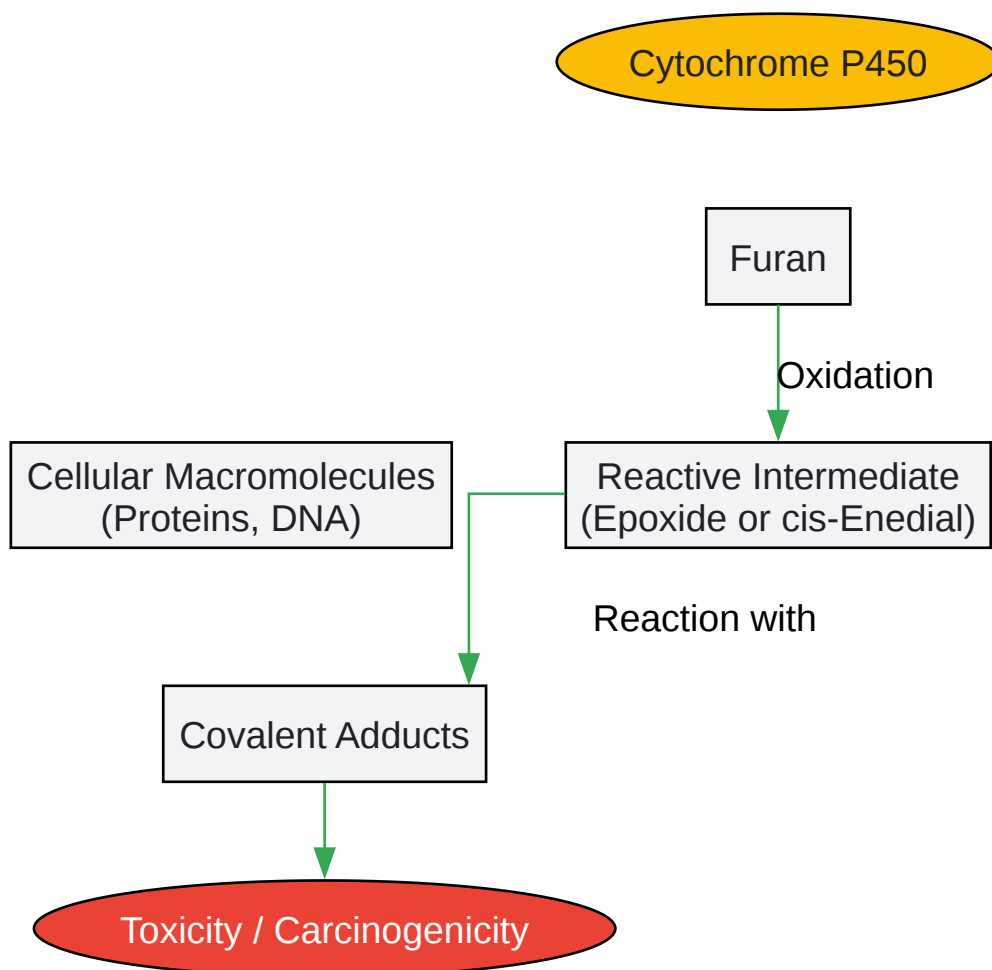 Cytochrome P450
Furan
Oxidation
Cellular Macromolecules
(Proteins, DNA)
Reactive Intermediate
(Epoxide or cis-Enedial)
Reaction with
Covalent Adducts
Toxicity / Carcinogenicity